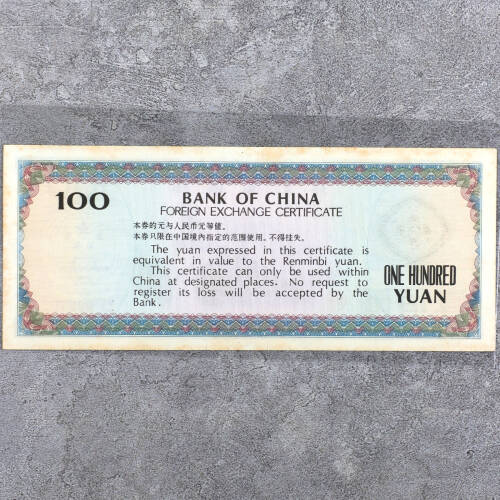 100
BANK OF CHINA
FOREIGN EXCHANGE CERTIFICATE
本券的元与人民币元等值。
本券只限在中国境内指定的范围使用。不得挂失。
The yuan expressed in this certificate is
equivalent in value to the Renminbi yuan.
This certificate can only be used within
China at designated places. No request to
register its loss will be accepted by the
Bank.
ONE HUNDRED
YUAN